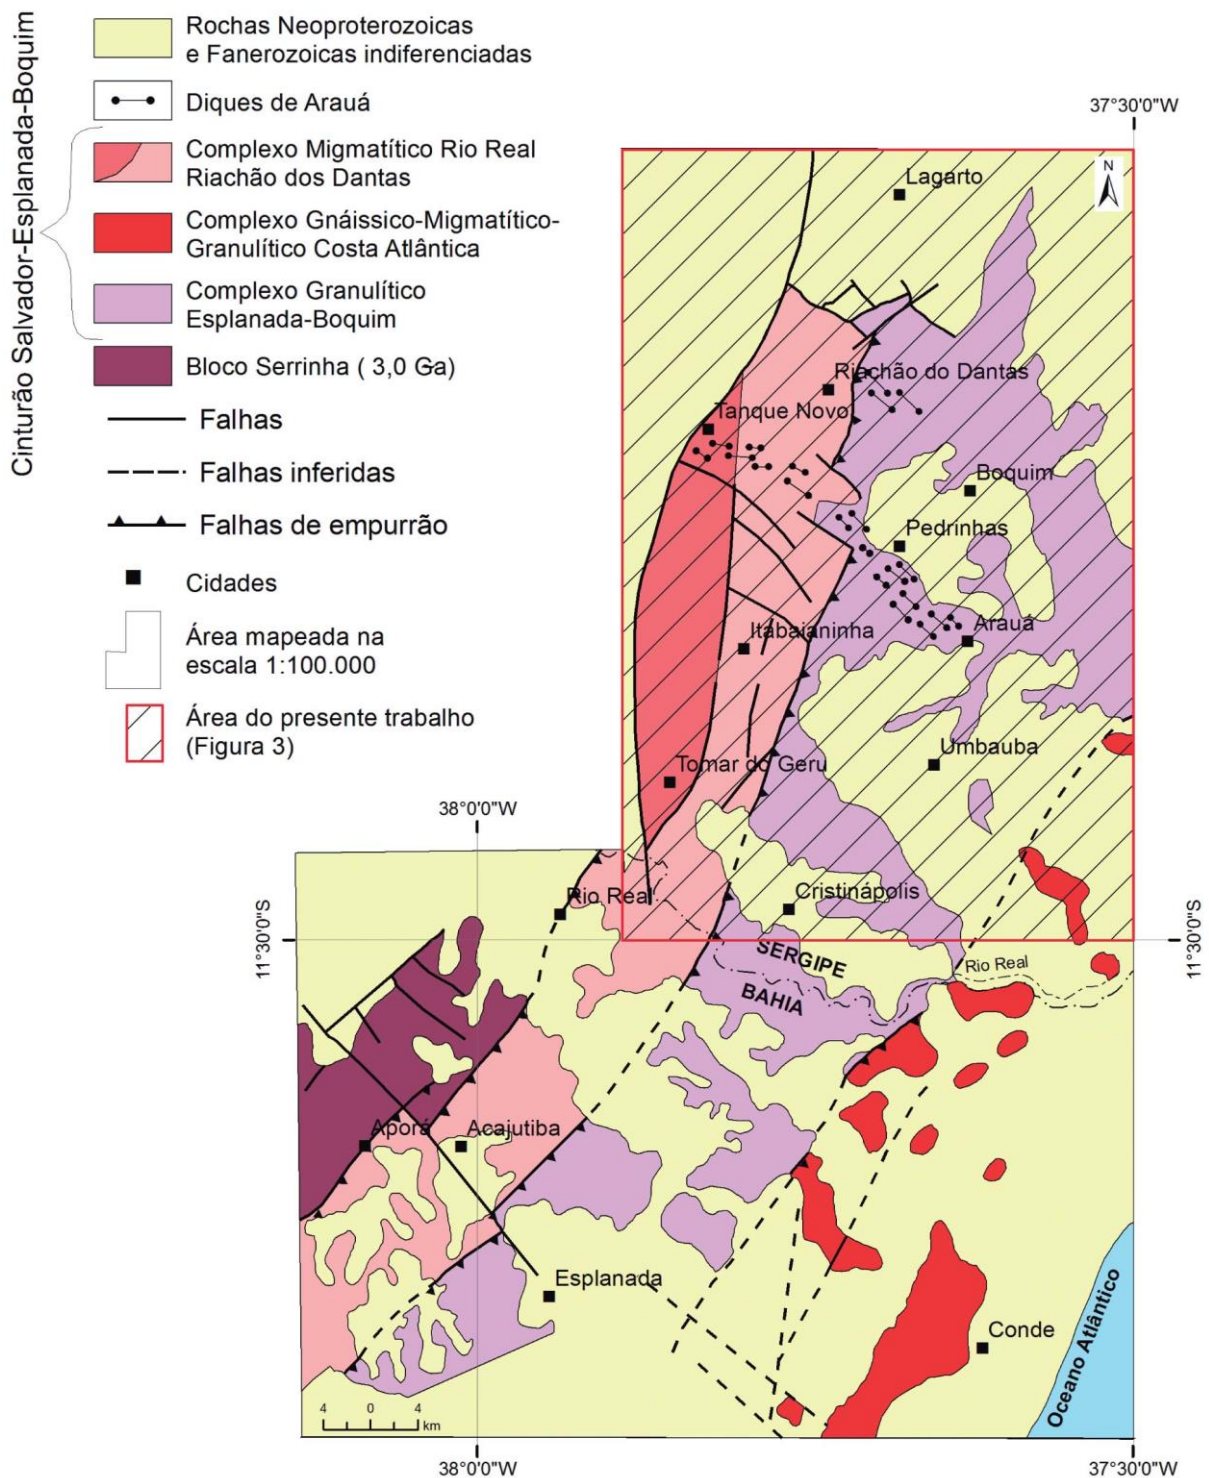 Cinturão Salvador-Esplanada-Boquim
Rochas Neoproterozoicas
e Fanerozoicas indiferenciadas
Diques de Arauá
Complexo Migmatítico Rio Real
Riachão dos Dantas
Complexo Gnáissico-Migmatítico-
Granulítico Costa Atlântica
Complexo Granulítico
Esplanada-Boquim
Bloco Serrinha ( 3,0 Ga)
Falhas
Falhas inferidas
Falhas de empurrão
Cidades
Área mapeada na
escala 1:100.000
Área do presente trabalho
(Figura 3)
37°30'0"W
N
Lagarto
Riachão do Dantas
Tanque Novo
Boquim
Pedrinhas
Arauá
Itabaianinha
Umbauba
Tomar do Geru
38°0'0"W
Rio Real
Cristinápolis
11°30'0"S
11°30'0"S
SERGIPE
Rio Real
BAHIA
Aporá
Acajutiba
Esplanada
Conde
Oceano Atlântico
4 0 4
km
38°0'0"W
37°30'0"W